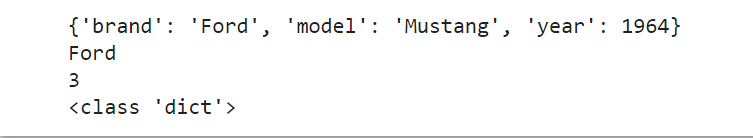 {'brand': 'Ford', 'model': 'Mustang', 'year': 1964}
Ford
3
<class 'dict'>